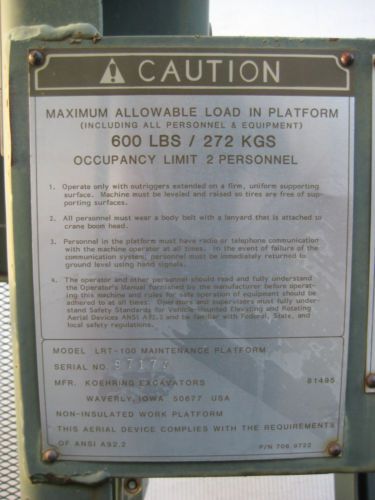 CAUTION
MAXIMUM ALLOWABLE LOAD IN PLATFORM
(INCLUDING ALL PERSONNEL & EQUIPMENT)
600 LBS / 272 KGS
OCCUPANCY LIMIT 2 PERSONNEL
1. Operate only with outriggers extended on a firm, uniform supporting
surface. Machine must be leveled and raised so tires are free of sup-
porting surfaces.
2. All personnel must wear a body belt with a lanyard that is attached to
crane boom head.
3. Personnel in the platform must have radio or telephone communication
with the machine operator at all times. In the event of failure of the
communication system, personnel must be immediately returned to
ground level using hand signals.
4. The operator and other personnel should read and fully understand
the Operator's Manual furnished by the manufacturer before operat-
ing this machine and rules for safe operation of equipment should be
adhered to at all times. Operators and supervisors must fully under-
stand Safety Standards for Vehicle-Mounted Elevating and Rotating
Aerial Devices ANSI A92.2 and be familiar with Federal, State, and
local safety regulations.
MODEL LRT-100 MAINTENANCE PLATFORM
SERIAL NO.
MFR. KOEHRING EXCAVATORS 81495
WAVERLY, IOWA 50677 USA
NON-INSULATED WORK PLATFORM
THIS AERIAL DEVICE COMPLIES WITH THE REQUIREMENTS
OF ANSI A92.2 P/N 706.9722